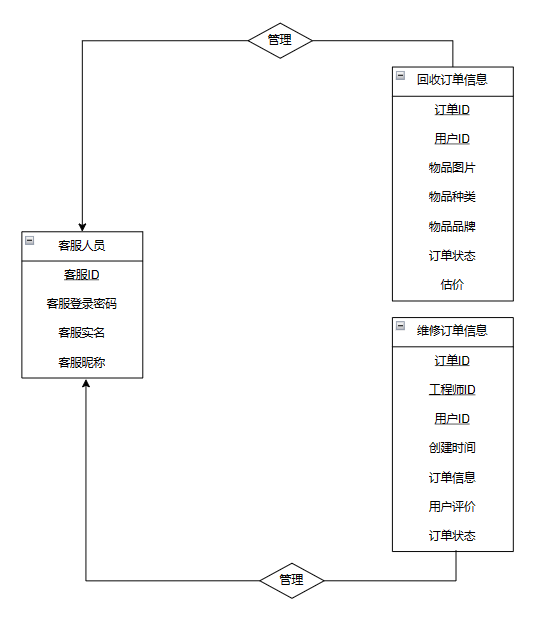 管理
回收订单信息
订单ID
用户ID
物品图片
物品种类
物品品牌
订单状态
估价
客服人员
客服ID
客服登录密码
客服实名
客服昵称
维修订单信息
订单ID
工程师ID
用户ID
创建时间
订单信息
用户评价
订单状态
管理